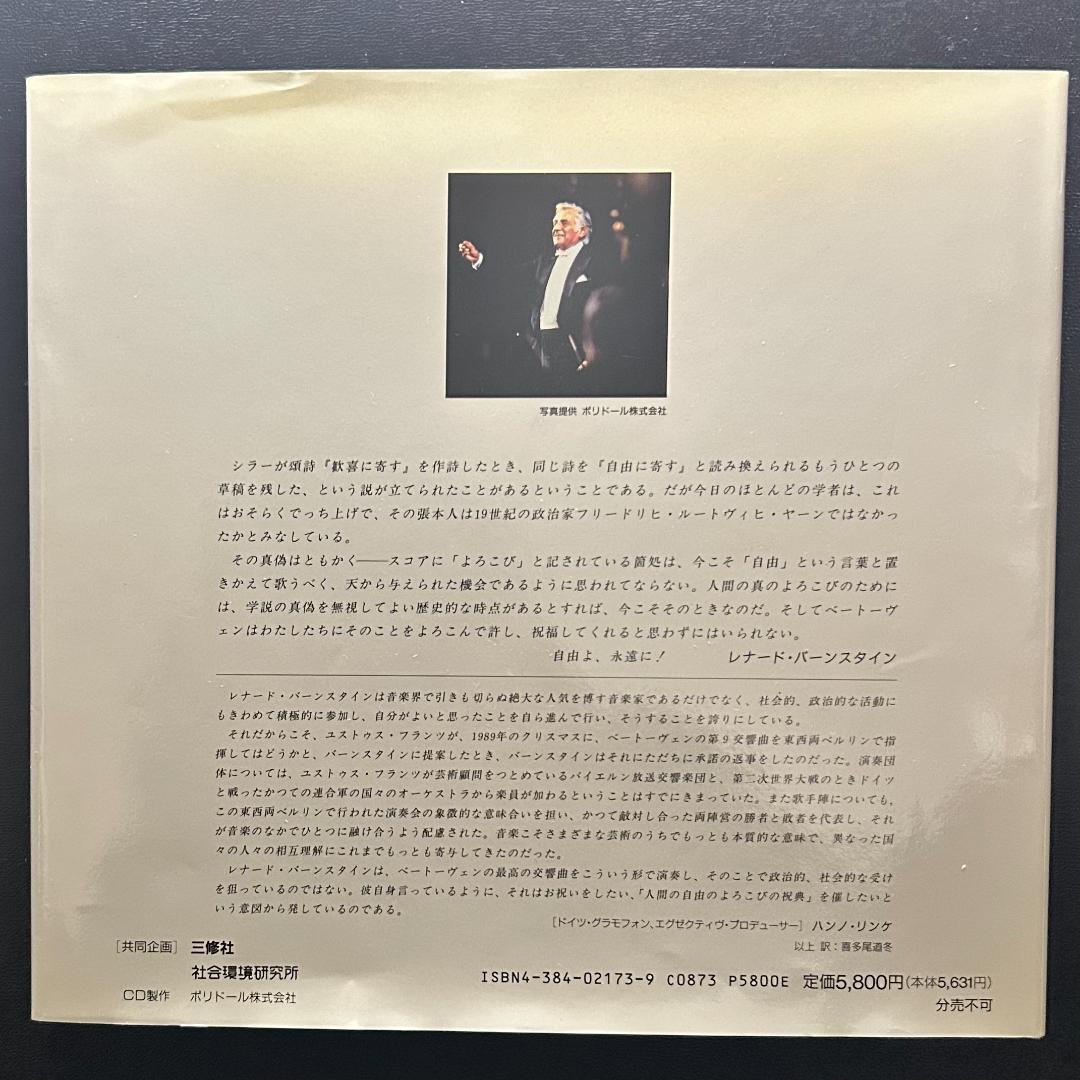 写真提供 ポリドール株式会社
シラーが頌詩『歓喜に寄す』を作詩したとき、同じ詩を『自由に寄す』と読み換えられるもうひとつの
草稿を残した、という説が立てられたことがあるということである。だが今日のほとんどの学者は、これ
はおそらくでっち上げで、その張本人は19世紀の政治家フリードリヒ・ルートヴィヒ・ヤーンではなかっ
たかとみなしている。
その真偽はともかく――スコアに「よろこび」と記されている箇処は、今こそ「自由」という言葉と置
きかえて歌うべく、天から与えられた機会であるように思われてならない。人間の真のよろこびのために
は、学説の真偽を無視してよい歴史的な時点があるとすれば、今こそそのときなのだ。そしてベートーヴ
ェンはわたしたちにそのことをよろこんで許し、祝福してくれると思わずにはいられない。
自由よ、永遠に! レナード・バーンスタイン
レナード・バーンスタインは音楽界で引きも切らぬ絶大な人気を博す音楽家であるだけでなく、社会的、政治的な活動に
もきわめて積極的に参加し、自分がよいと思ったことを自ら進んで行い、そうすることを誇りにしている。
それだからこそ、ユストゥス・フランツが、1989年のクリスマスに、ベートーヴェンの第9交響曲を東西両ベルリンで指
揮してはどうかと、バーンスタインに提案したとき、バーンスタインはそれにただちに承諾の返事をしたのだった。演奏団
体については、ユストゥス・フランツが芸術顧問をつとめているバイエルン放送交響楽団と、第二次世界大戦のときドイツ
と戦ったかつての連合軍の国々のオーケストラから楽員が加わるということはすでにきまっていた。また歌手陣についても、
この東西両ベルリンで行われた演奏会の象徴的な意味合いを担い、かつて敵対し合った両陣営の勝者と敗者を代表し、それ
が音楽のなかでひとつに融け合うよう配慮された。音楽こそさまざまな芸術のうちでもっとも本質的な意味で、異なった国
々の人々の相互理解にこれまでもっとも寄与してきたのだった。
レナード・バーンスタインは、ベートーヴェンの最高の交響曲をこういう形で演奏し、そのことで政治的、社会的な受け
を狙っているのではない。彼自身言っているように、それはお祝いをしたい、「人間の自由のよろこびの祝典」を催したいと
いう意図から発しているのである。
[ドイツ・グラモフォン、エグゼクティヴ・プロデューサー] ハンノ・リンケ
以上 訳：喜多尾道冬
[共同企画] 三修社
社会環境研究所
CD製作 ポリドール株式会社
ISBN4-384-02173-9 C0873 P5800E 定価5,800円(本体5,631円)
分売不可